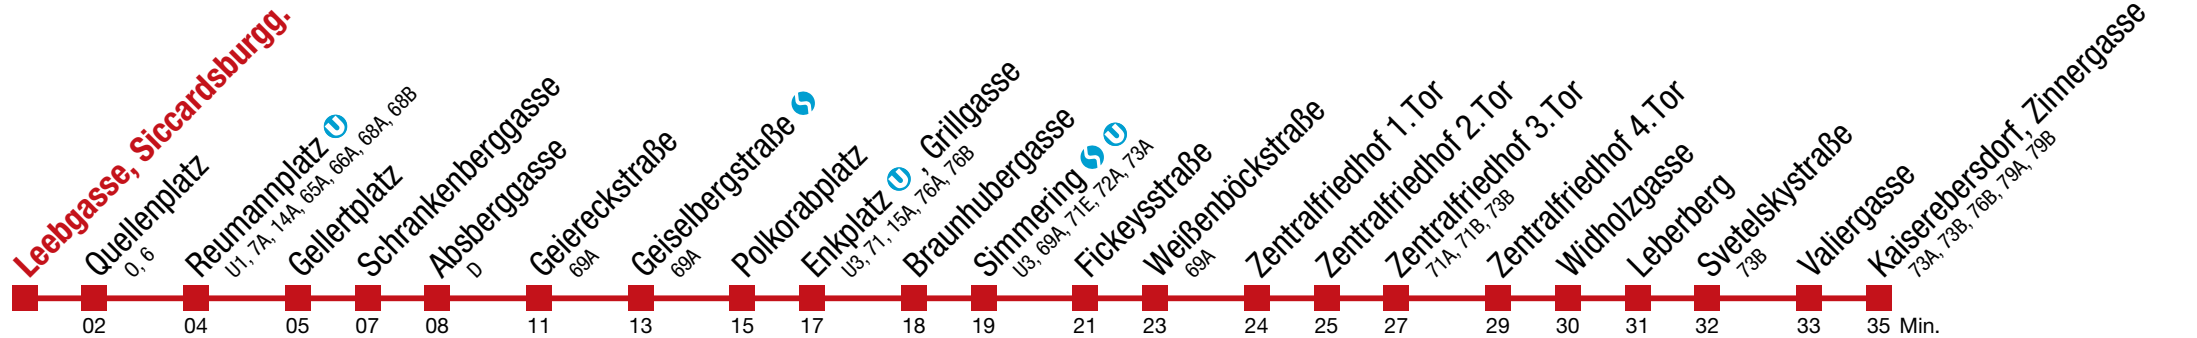 Leebgasse, Siccardsburgg.
Quellenplatz
O, 6
Reumannplatz U
U1, 7A, 14A, 65A, 66A, 68A, 68B
Gellertplatz
Schrankenberggasse
Absberggasse
D
Geiereckstraße
69A
Geiselbergstraße S
69A
Polkorabplatz
Enkplatz U , Grillgasse
U3, 71, 15A, 76A, 76B
Braunhubergasse
Simmering S U
U3, 69A, 71E, 72A, 73A
Fickeysstraße
Weißenböckstraße
69A
Zentralfriedhof 1.Tor
Zentralfriedhof 2.Tor
Zentralfriedhof 3.Tor
71A, 71B, 73B
Zentralfriedhof 4.Tor
Widholzgasse
Leberberg
Svetelskystraße
73B
Valiergasse
Kaiserebersdorf, Zinnergasse
73A, 73B, 76B, 79A, 79B
02 04 05 07 08 11 13 15 17 18 19 21 23 24 25 27 29 30 31 32 33 35 Min.